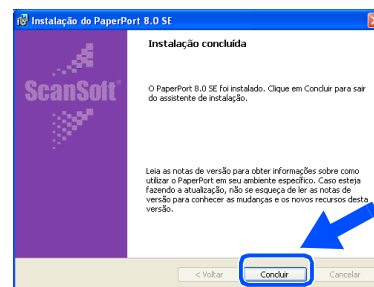 Instalação do PaperPort 8.0 SE
Instalação concluída
ScanSoft
O PaperPort 8.0 SE foi instalado. Clique em Concluir para sair
do assistente de instalação.
Leia as notas de versão para obter informações sobre como
utilizar o PaperPort em seu ambiente específico. Caso esteja
fazendo a atualização, não se esqueça de ler as notas de
versão para conhecer as mudanças e os novos recursos desta
versão.
< Voltar Concluir Cancelar